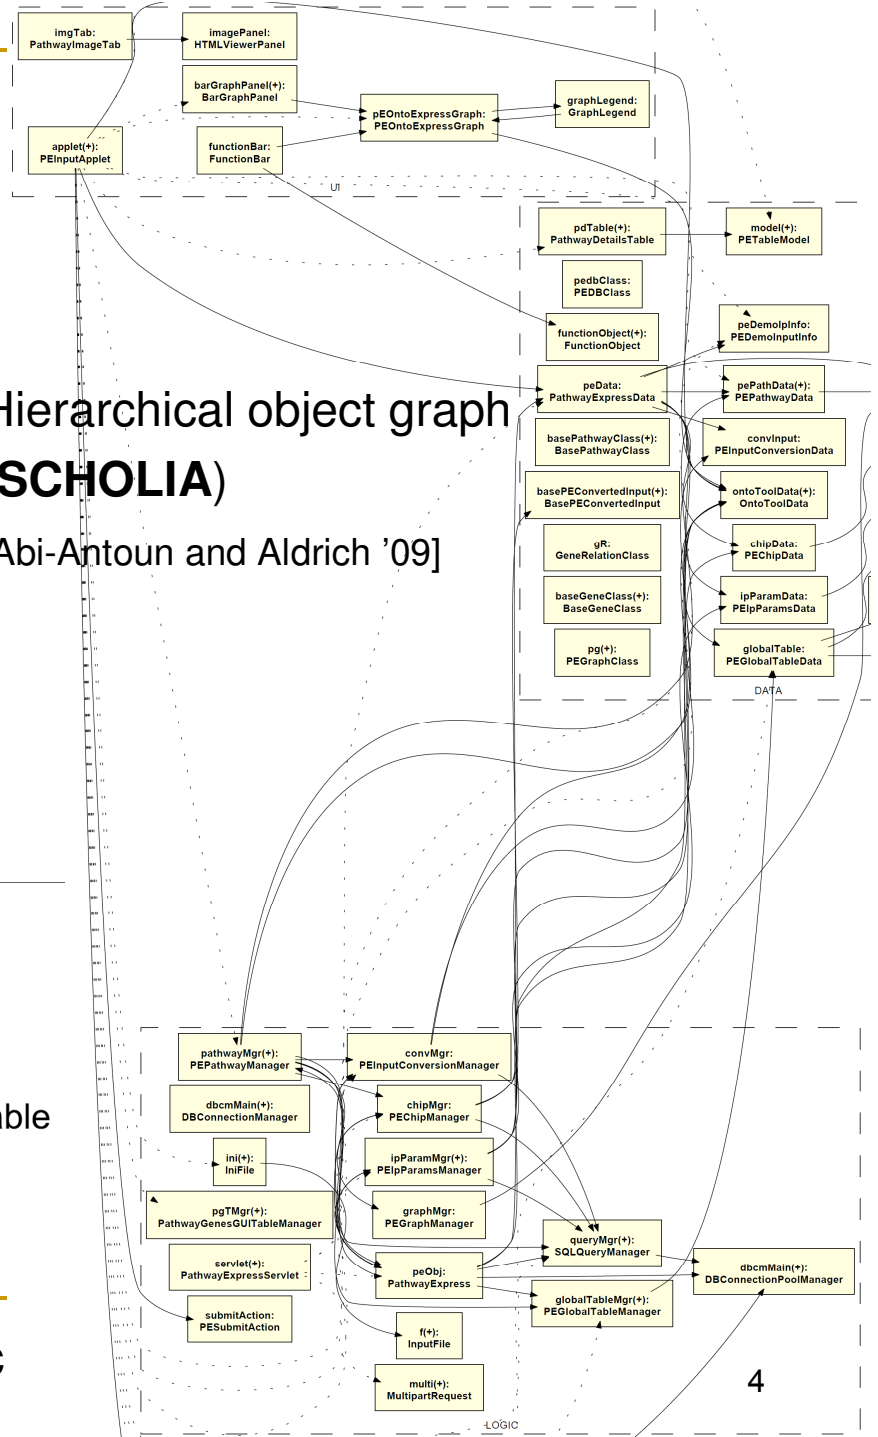 imgTab:
PathwayImageTab
imagePanel:
HTMLViewerPanel
barGraphPanel(+):
BarGraphPanel
pEOntoExpressGraph:
PEOntoExpressGraph
graphLegend:
GraphLegend
applet(+):
PEInputApplet
functionBar:
FunctionBar
UI
pdTable(+):
PathwayDetailsTable
model(+):
PETableModel
pedbClass:
PEDBClass
functionObject(+):
FunctionObject
peDemoIpInfo:
PEDemoInputInfo
peData:
PathwayExpressData
pePathData(+):
PEPathwayData
Hierarchical object graph
basePathwayClass(+):
BasePathwayClass
convInput:
PEInputConversionData
(SCHOLIA)
basePEConvertedInput(+):
BasePEConvertedInput
ontoToolData(+):
OntoToolData
Abi-Antoun and Aldrich ’09]
gR:
GeneRelationClass
chipData:
PEChipData
baseGeneClass(+):
BaseGeneClass
ipParamData:
PEIpParamsData
pg(+):
PEGraphClass
globalTable:
PEGlobalTableData
DATA
pathwayMgr(+):
PEPathwayManager
convMgr:
PEInputConversionManager
dbcmMain(+):
DBConnectionManager
chipMgr:
PEChipManager
able
ini(+):
IniFile
ipParamMgr(+):
PEIpParamsManager
pgTMgr(+):
PathwayGenesGUITableManager
graphMgr:
PEGraphManager
servlet(+):
PathwayExpressServlet
peObj:
PathwayExpress
queryMgr(+):
SQLQueryManager
dbcmMain(+):
DBConnectionPoolManager
submitAction:
PESubmitAction
globalTableMgr(+):
PEGlobalTableManager
f(+):
InputFile
c
multi(+):
MultipartRequest
4
LOGIC